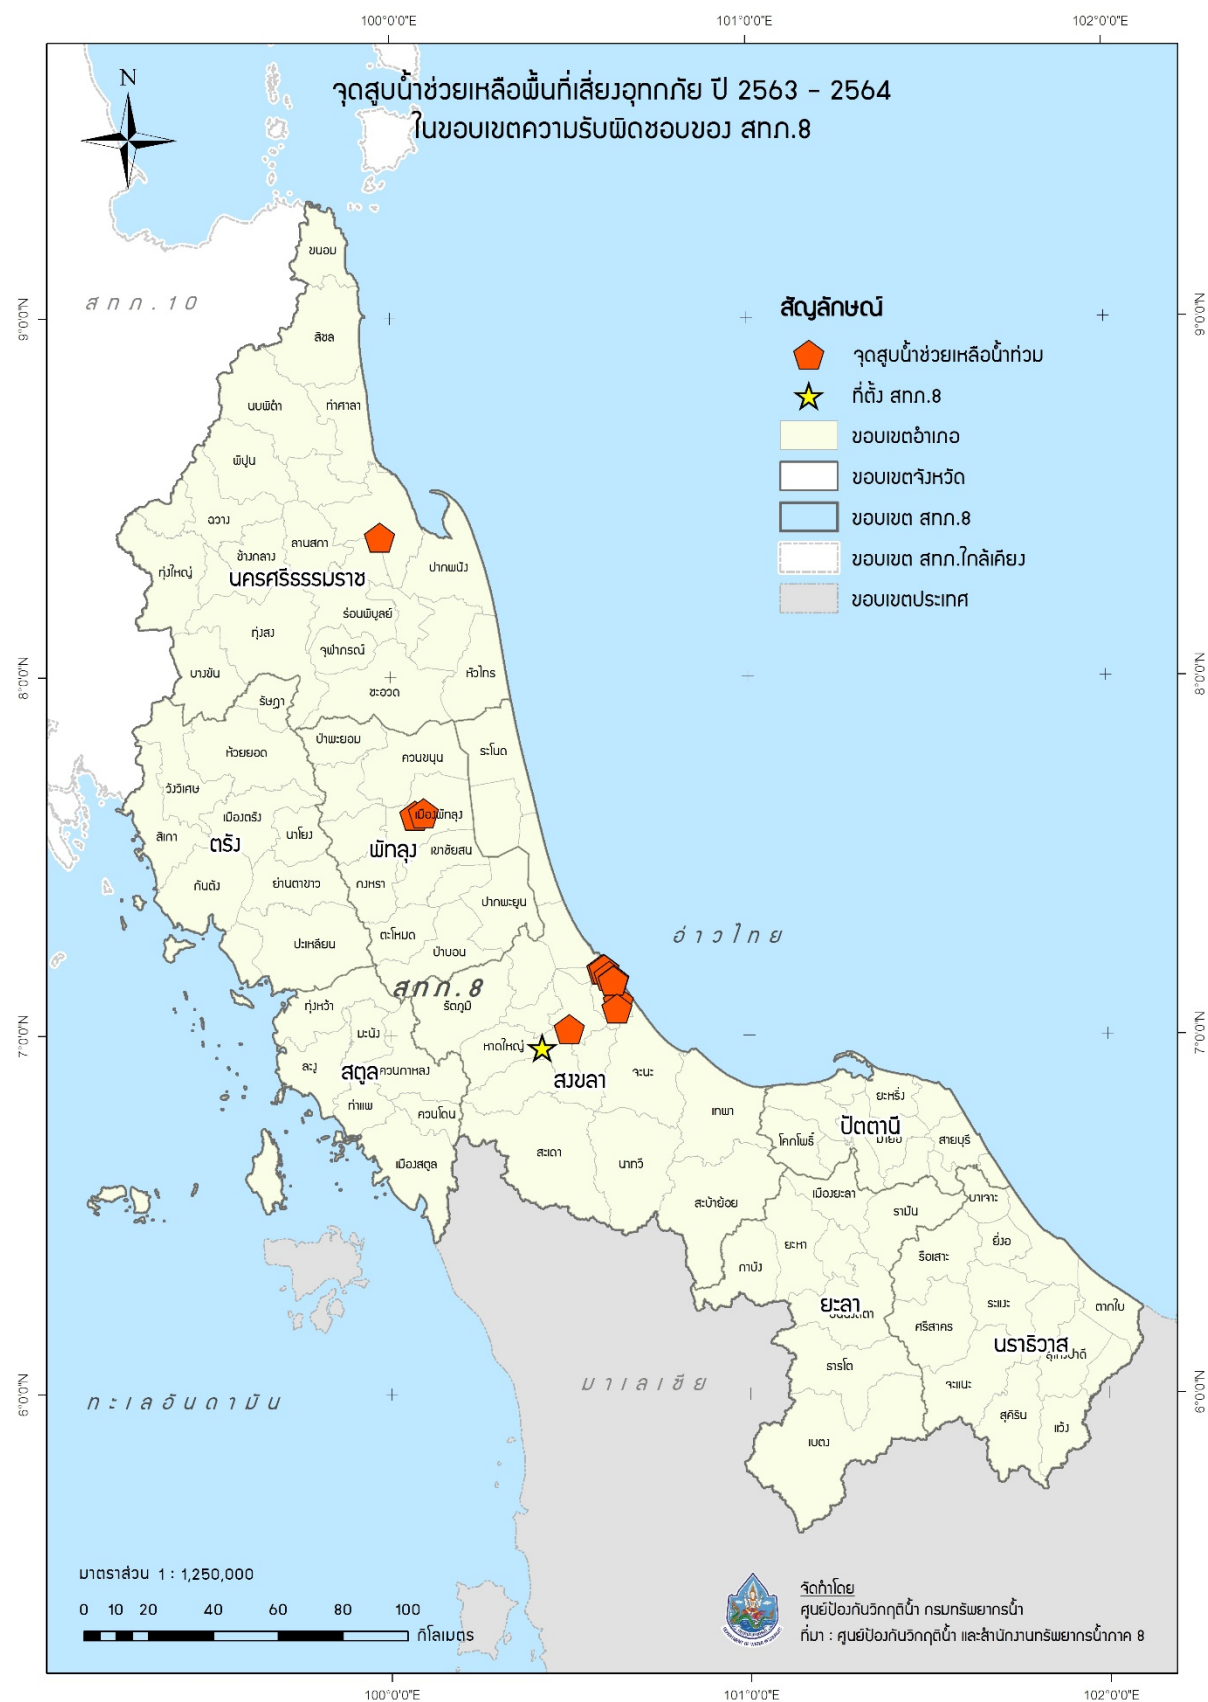 100°0'0"E
101°0'0"E
102°0'0"E
N
จุดสูบน้ำช่วยเหลือพื้นที่เสี่ยงอุทกภัย ปี 2563 - 2564
ในขอบเขตความรับผิดชอบของ สทภ.8
สทภ.10
9°0'0"N
9°0'0"N
สัญลักษณ์
จุดสูบน้ำช่วยเหลือน้ำท่วม
ที่ตั้ง สทภ.8
ขอบเขตอำเภอ
ขอบเขตจังหวัด
ขอบเขต สทภ.8
ขอบเขต สทภ.ใกล้เคียง
ขอบเขตประเทศ
ขนอม
สิชล
นบพิตำ
ท่าศาลา
พิปูน
ฉวาง
ลานสกา
ช้างกลาง
ทุ่งใหญ่
ปากพนัง
นครศรีธรรมราช
ร่อนพิบูลย์
ทุ่งสง
จุฬาภรณ์
บางขัน
หัวไทร
ชะอวด
8°0'0"N
8°0'0"N
รัษฎา
ป่าพะยอม
ห้วยยอด
ควนขนุน
ระโนด
วังวิเศษ
เมืองตรัง
เมืองพัทลุง
สิเกา
นาโยง
ตรัง
พัทลุง
เขาชัยสน
กันตัง
ย่านตาขาว
กงหรา
ปากพะยูน
ปะเหลียน
ตะโหมด
ป่าบอน
อ่าวไทย
สทภ.8
ทุ่งหว้า
รัตภูมิ
มะนัง
หาดใหญ่
7°0'0"N
7°0'0"N
ละงู
สตูล
ควนกาหลง
สงขลา
จะนะ
ท่าแพ
ควนโดน
เทพา
ยะหริ่ง
ปัตตานี
โคกโพธิ์
มายอ
สายบุรี
เมืองสตูล
สะเดา
นาทวี
สะบ้าย้อย
เมืองยะลา
รามัน
บาเจาะ
ยะหา
รือเสาะ
ยี่งอ
กาบัง
ยะลา
ระแงะ
ตากใบ
ศรีสาคร
นราธิวาส
ธารโต
จะแนะ
สุคิริน
แว้ง
เบตง
มาเลเซีย
ทะเลอันดามัน
6°0'0"N
6°0'0"N
มาตราส่วน 1 : 1,250,000
0 10 20 40 60 80 100
กิโลเมตร
จัดทำโดย
ศูนย์ป้องกันวิกฤติน้ำ กรมทรัพยากรน้ำ
ที่มา : ศูนย์ป้องกันวิกฤติน้ำ และสำนักงานทรัพยากรน้ำภาค 8
100°0'0"E
101°0'0"E
102°0'0"E